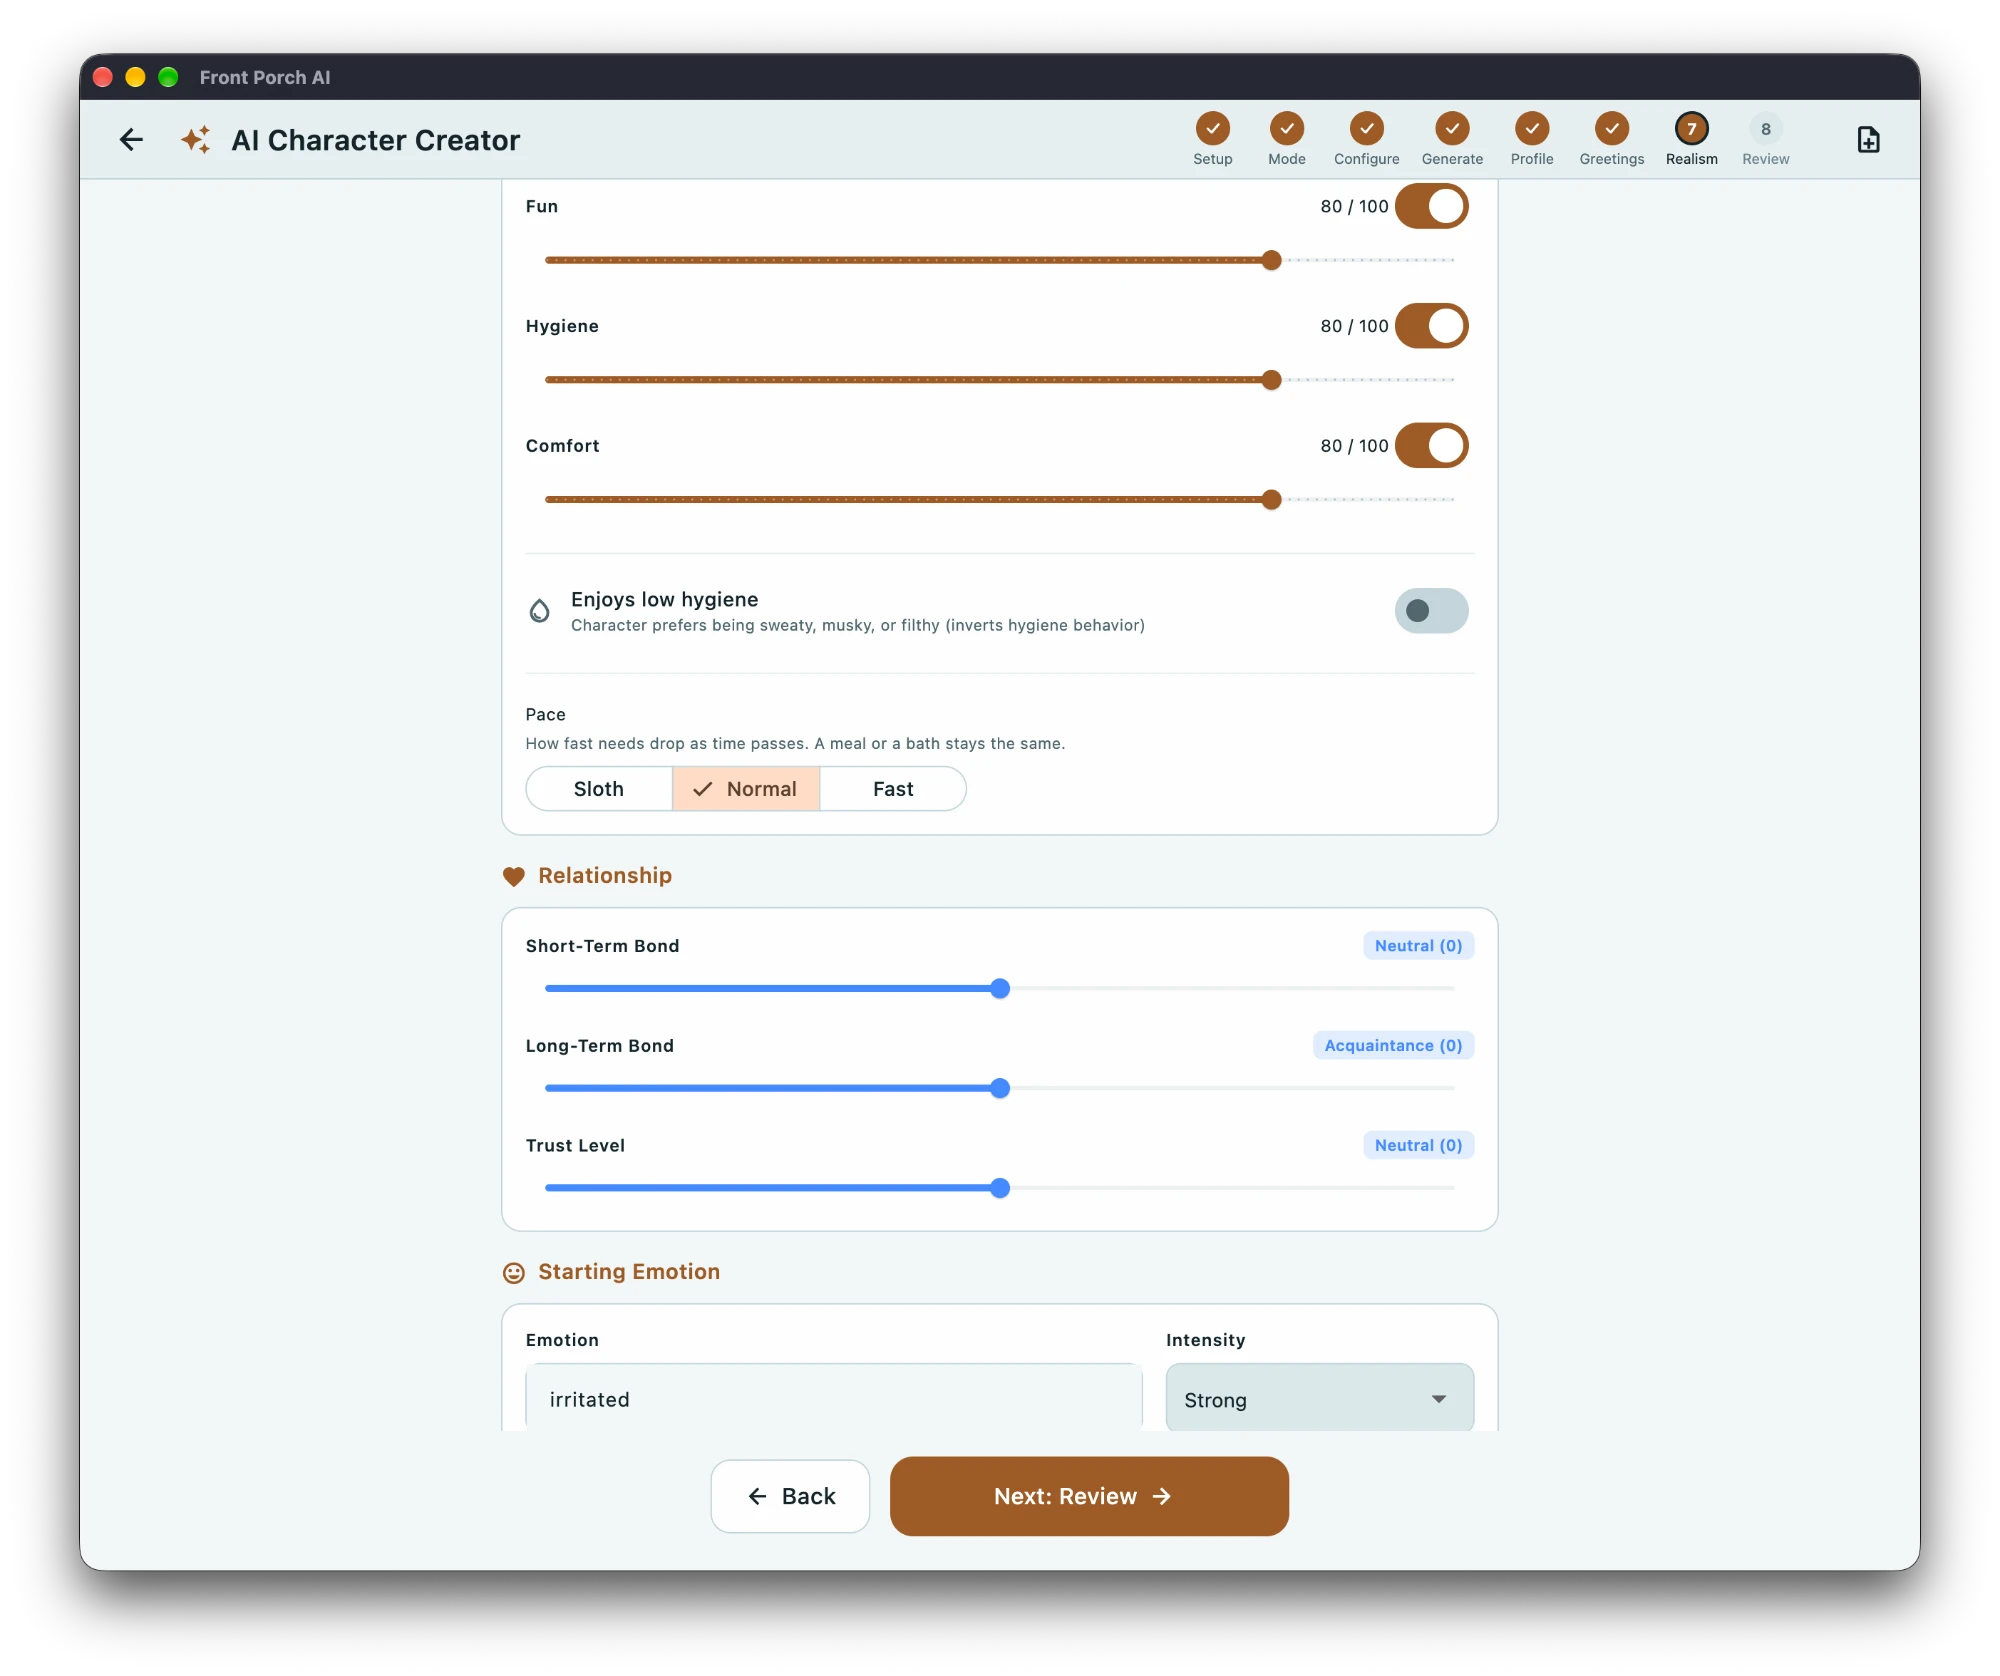 Front Porch AI
AI Character Creator
Setup
Mode
Configure
Generate
Profile
Greetings
7
Realism
8
Review
Fun
80 / 100
Hygiene
80 / 100
Comfort
80 / 100
Enjoys low hygiene
Character prefers being sweaty, musky, or filthy (inverts hygiene behavior)
Pace
How fast needs drop as time passes. A meal or a bath stays the same.
Sloth
Normal
Fast
Relationship
Short-Term Bond
Neutral (0)
Long-Term Bond
Acquaintance (0)
Trust Level
Neutral (0)
Starting Emotion
Emotion
Intensity
irritated
Strong
Back
Next: Review